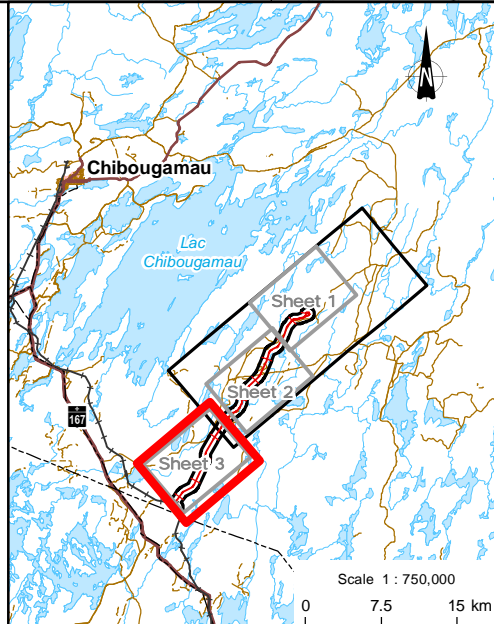 N
Chibougamau
Lac
Chibougamau
Sheet 1
Sheet 2
Sheet 3
167
Scale 1 : 750,000
0 7.5 15 km